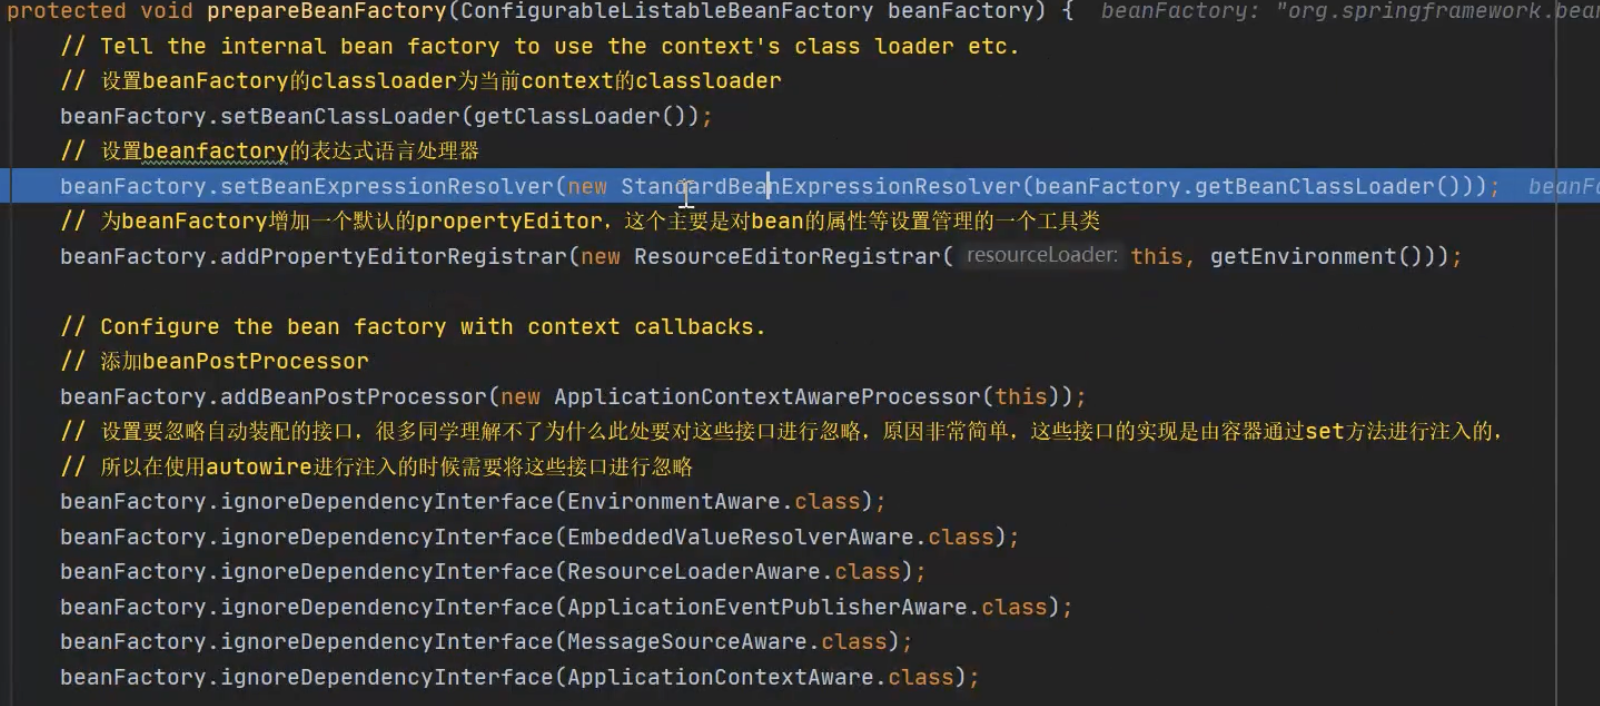 protected void prepareBeanFactory(ConfigurableListableBeanFactory beanFactory) {  beanFactory: "org.springframework.bean
// Tell the internal bean factory to use the context's class loader etc.
// 设置beanFactory的classloader为当前context的classloader
beanFactory.setBeanClassLoader(getClassLoader());
// 设置beanfactory的表达式语言处理器
beanFactory.setBeanExpressionResolver(new StandardBeanExpressionResolver(beanFactory.getBeanClassLoader()));  beanFa
// 为beanFactory增加一个默认的propertyEditor，这个主要是对bean的属性等设置管理的一个工具类
beanFactory.addPropertyEditorRegistrar(new ResourceEditorRegistrar( resourceLoader: this, getEnvironment()));
// Configure the bean factory with context callbacks.
// 添加beanPostProcessor
beanFactory.addBeanPostProcessor(new ApplicationContextAwareProcessor(this));
// 设置要忽略自动装配的接口，很多同学理解不了为什么此处要对这些接口进行忽略，原因非常简单，这些接口的实现是由容器通过set方法进行注入的，
// 所以在使用autowire进行注入的时候需要将这些接口进行忽略
beanFactory.ignoreDependencyInterface(EnvironmentAware.class);
beanFactory.ignoreDependencyInterface(EmbeddedValueResolverAware.class);
beanFactory.ignoreDependencyInterface(ResourceLoaderAware.class);
beanFactory.ignoreDependencyInterface(ApplicationEventPublisherAware.class);
beanFactory.ignoreDependencyInterface(MessageSourceAware.class);
beanFactory.ignoreDependencyInterface(ApplicationContextAware.class);